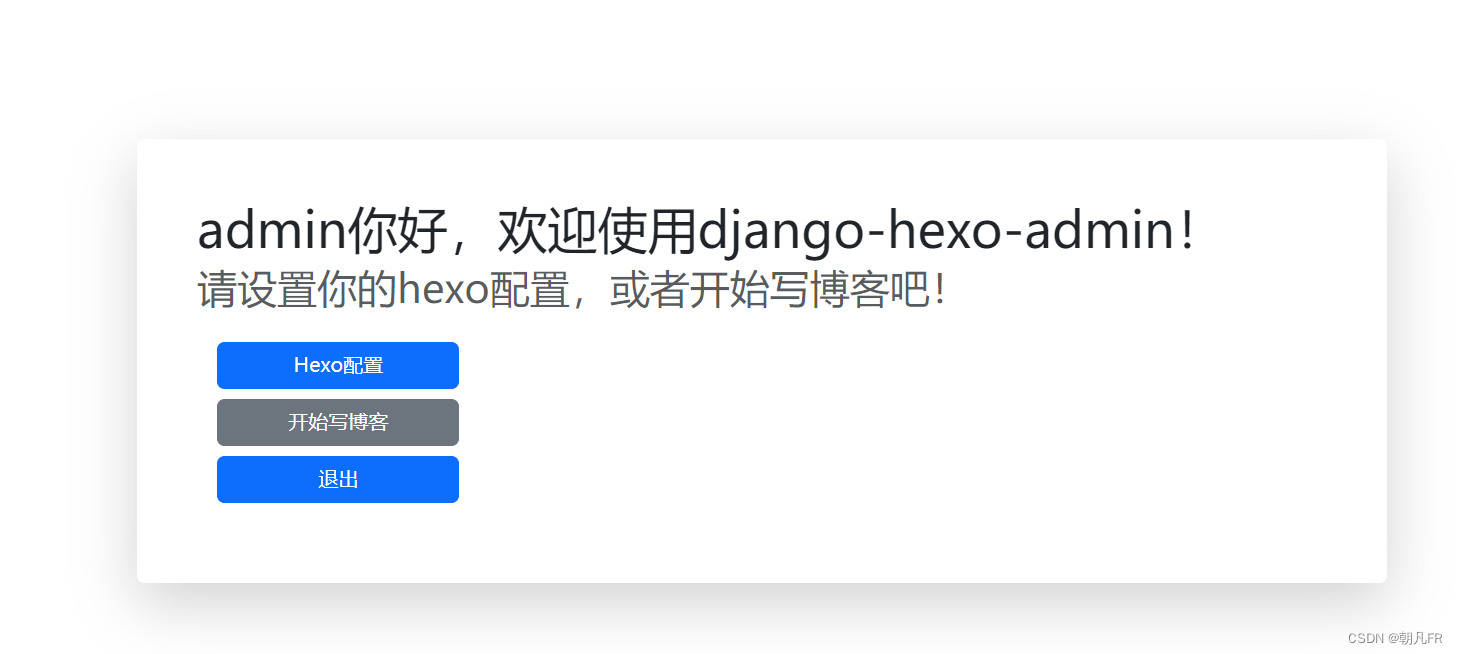 admin你好，欢迎使用django-hexo-admin！
请设置你的hexo配置，或者开始写博客吧！
Hexo配置
开始写博客
退出
CSDN @朝凡FR